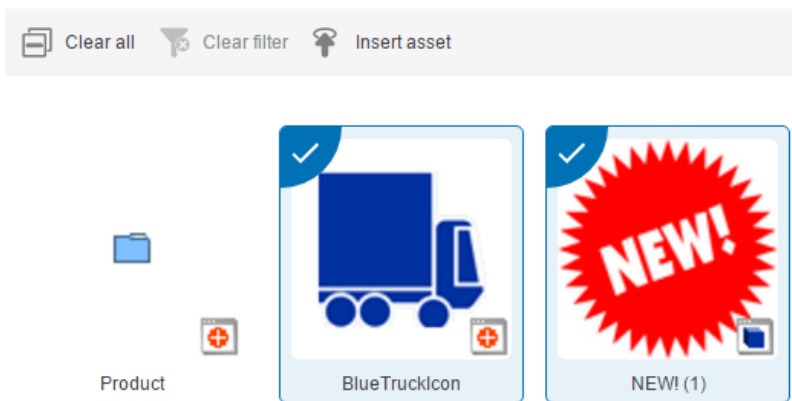 Clear all Clear filter Insert asset
NEW!
Product BlueTruckIcon NEW! (1)